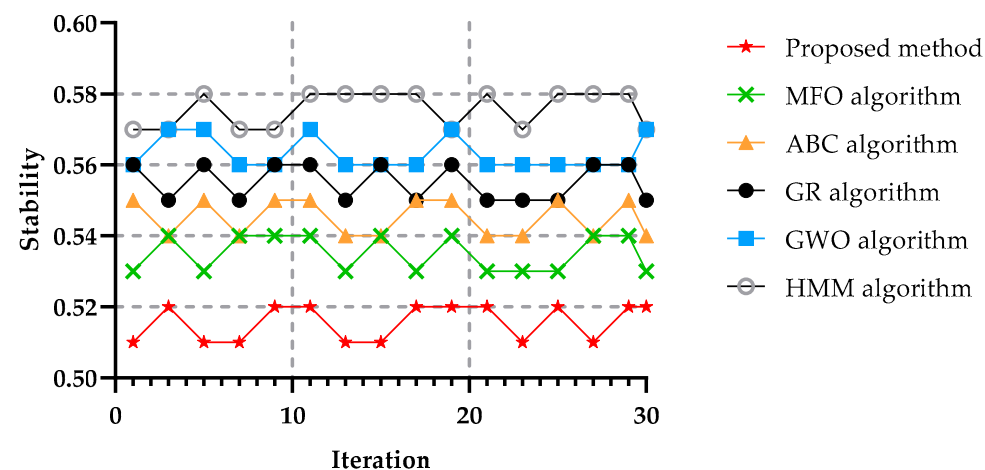 0.60
0.58
0.56
0.54
0.52
0.50
Stability
0
10
20
30
Iteration
Proposed method
MFO algorithm
ABC algorithm
GR algorithm
GWO algorithm
HMM algorithm